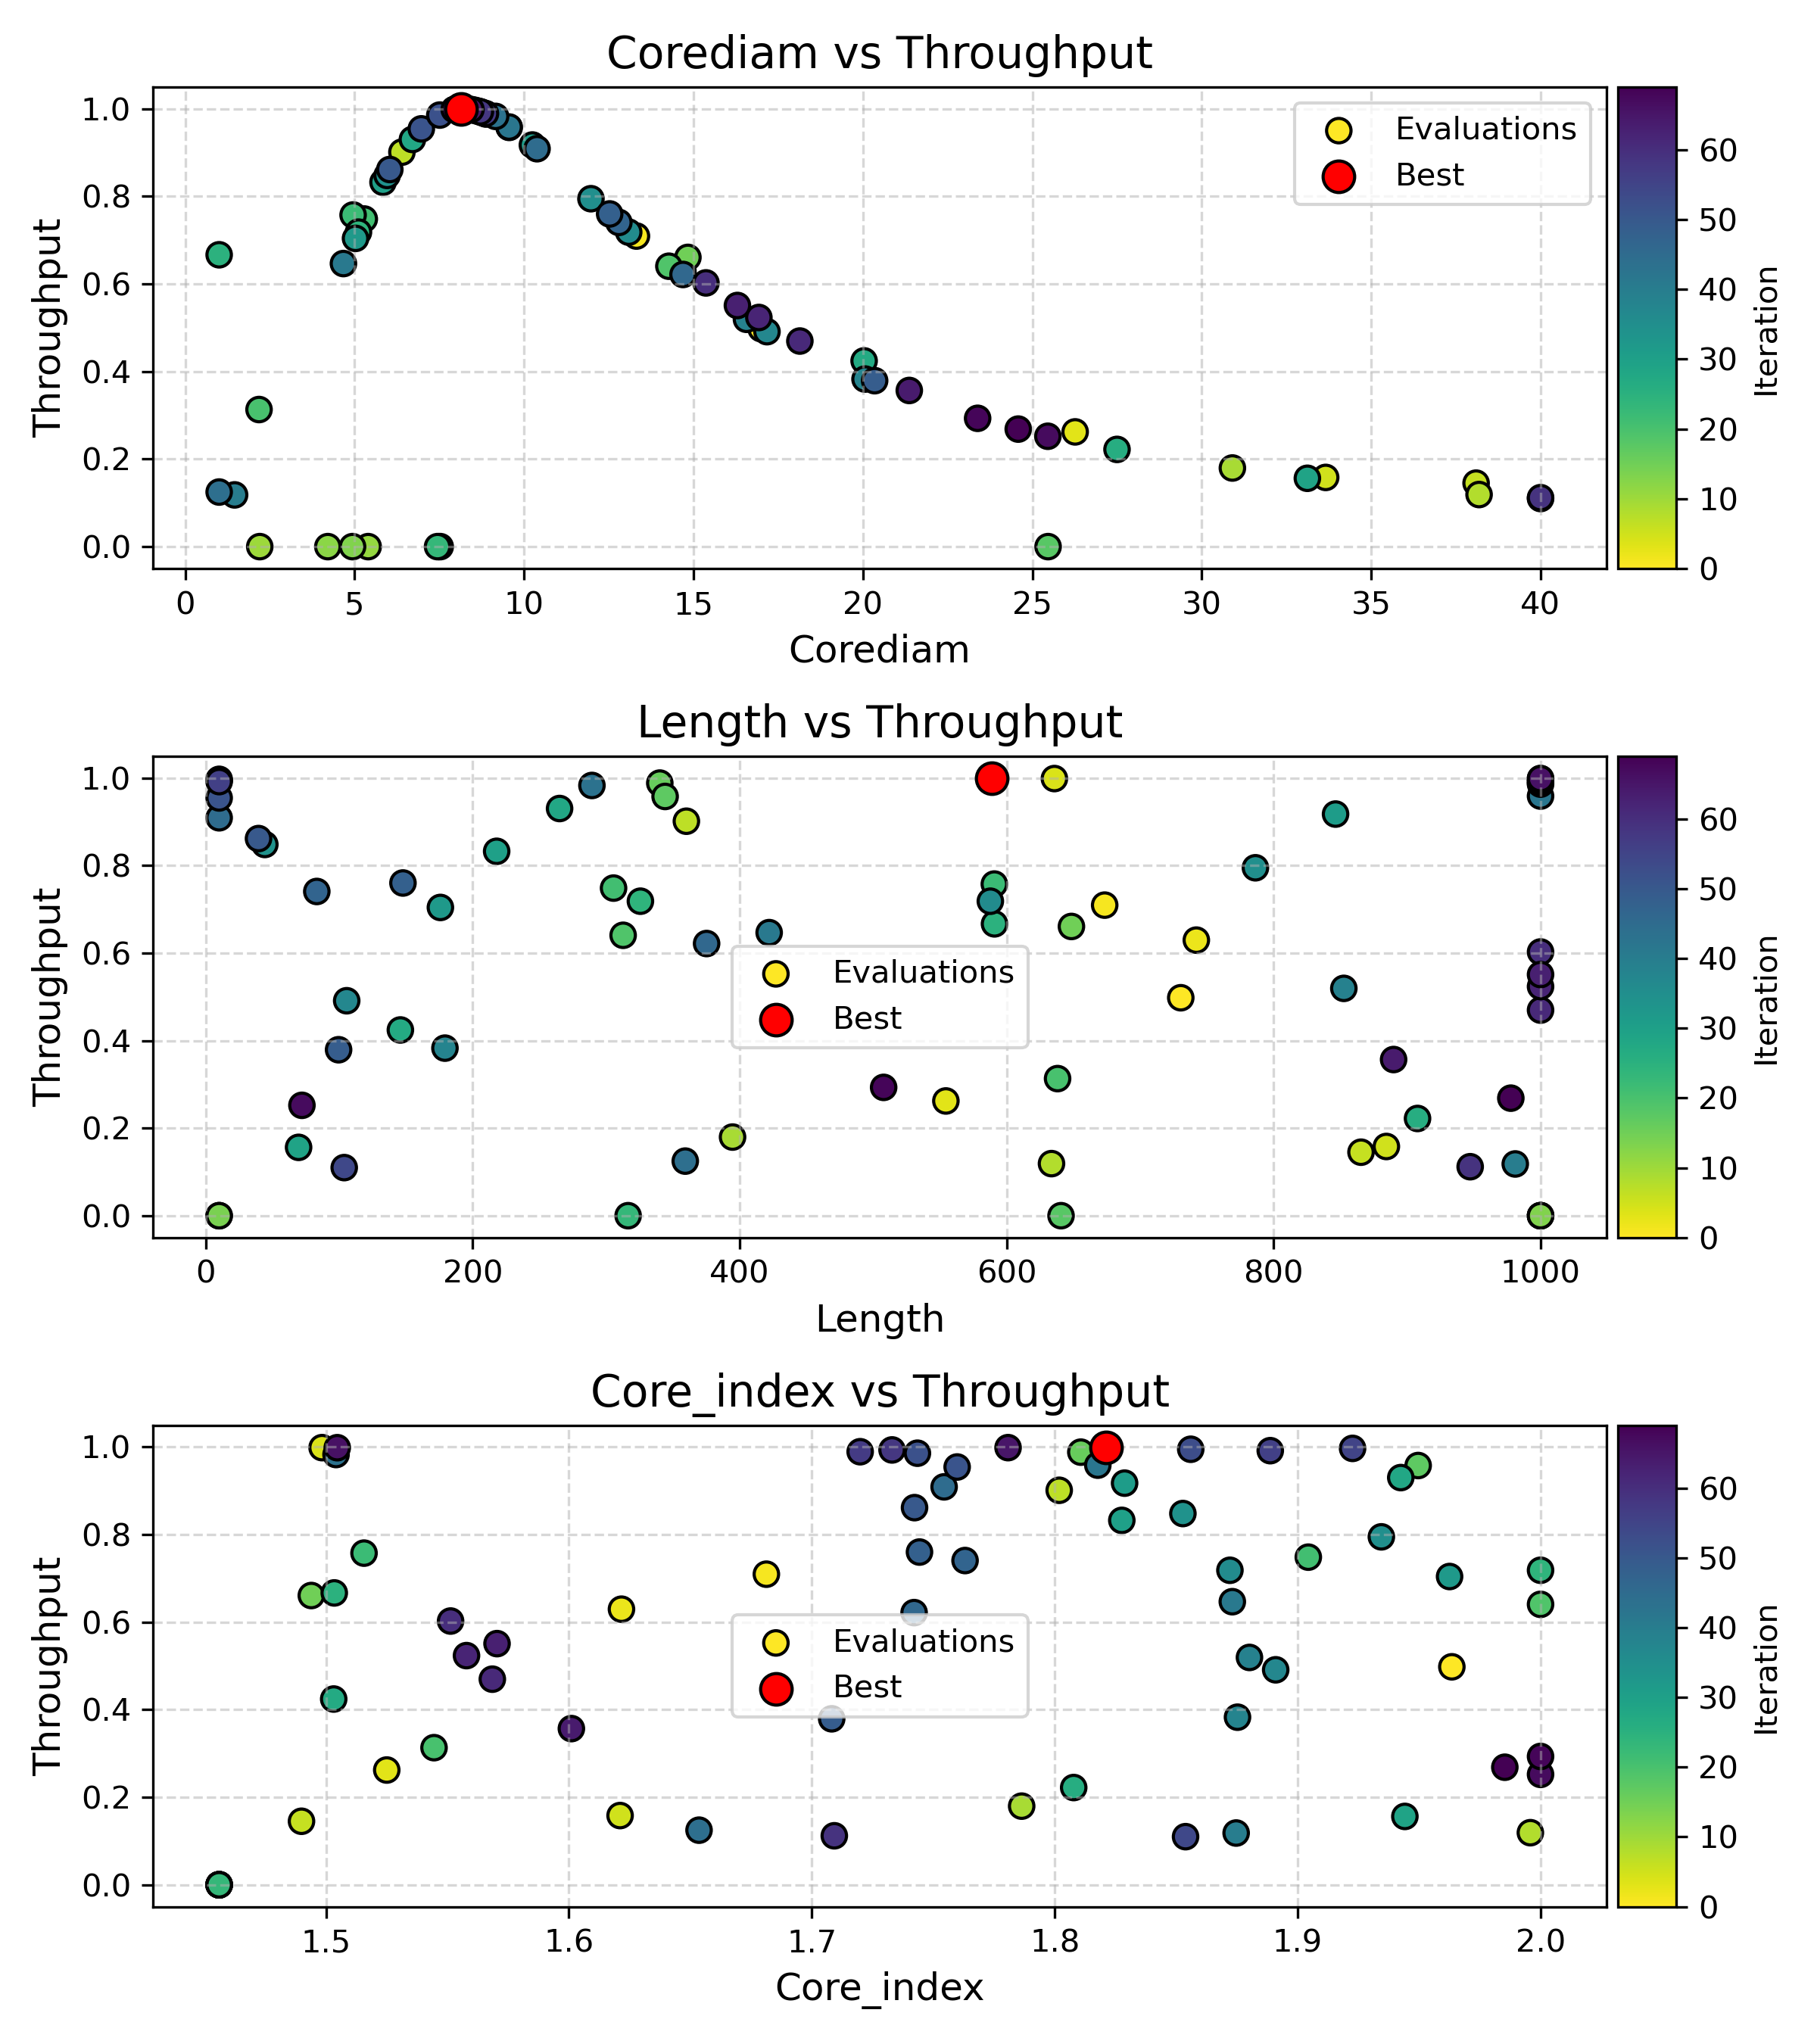 Corediam vs Throughput
Throughput
1.0
0.8
0.6
0.4
0.2
0.0
Evaluations
Best
0 5 10 15 20 25 30 35 40
Corediam
60
50
40
30
20
10
0
Iteration
Length vs Throughput
Throughput
1.0
0.8
0.6
0.4
0.2
0.0
Evaluations
Best
0 200 400 600 800 1000
Length
60
50
40
30
20
10
0
Iteration
Core_index vs Throughput
Throughput
1.0
0.8
0.6
0.4
0.2
0.0
Evaluations
Best
1.5 1.6 1.7 1.8 1.9 2.0
Core_index
60
50
40
30
20
10
0
Iteration